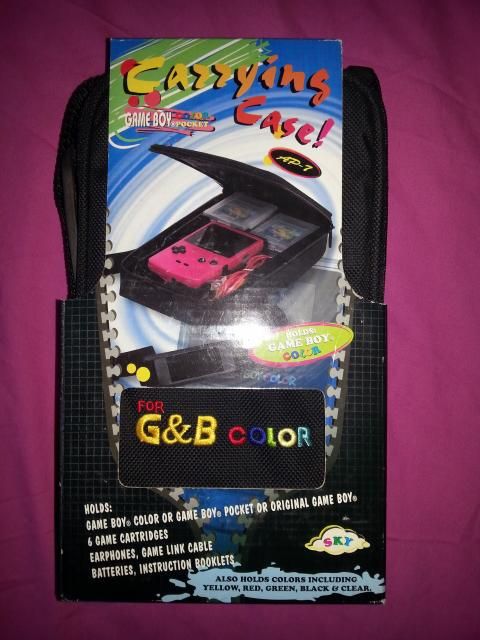 Carrying
Case!
GAME BOY COLOR
& POCKET
AP-7
HOLDS:
GAME BOY®
COLOR
FOR
G&B COLOR
HOLDS:
GAME BOY® COLOR OR GAME BOY® POCKET OR ORIGINAL GAME BOY®
6 GAME CARTRIDGES
EARPHONES, GAME LINK CABLE
BATTERIES, INSTRUCTION BOOKLETS
SKY
ALSO HOLDS COLORS INCLUDING
YELLOW, RED, GREEN, BLACK & CLEAR.